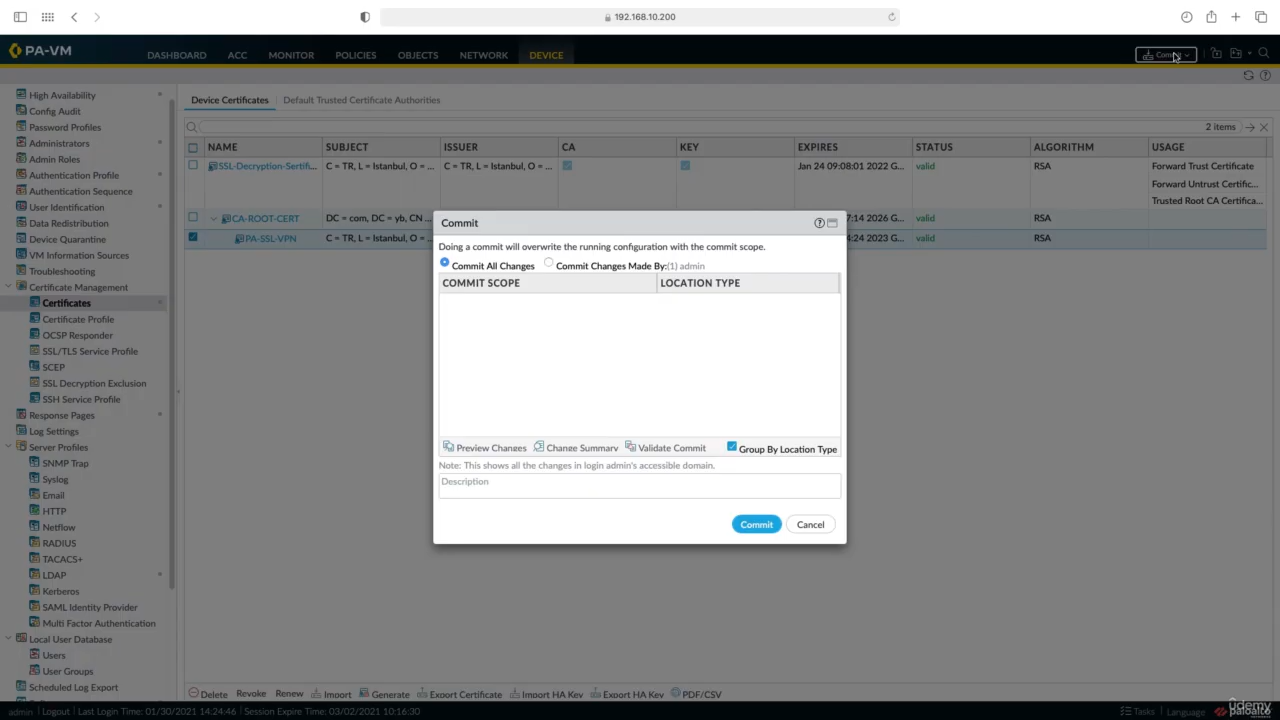 192.168.10.200
PA-VM
DASHBOARD ACC MONITOR POLICIES OBJECTS NETWORK DEVICE
Commit
High Availability
Config Audit
Password Profiles
Administrators
Admin Roles
Authentication Profile
Authentication Sequence
User Identification
Data Redistribution
Device Quarantine
VM Information Sources
Troubleshooting
Certificate Management
Certificates
Certificate Profile
OCSP Responder
SSL/TLS Service Profile
SCEP
SSL Decryption Exclusion
SSH Service Profile
Response Pages
Log Settings
Server Profiles
SNMP Trap
Syslog
Email
HTTP
Netflow
RADIUS
TACACS+
LDAP
Kerberos
SAML Identity Provider
Multi Factor Authentication
Local User Database
Users
User Groups
Scheduled Log Export
Device Certificates Default Trusted Certificate Authorities
2 items
NAME SUBJECT ISSUER CA KEY EXPIRES STATUS ALGORITHM USAGE
SSL-Decryption-Sertifi... C = TR, L = Istanbul, O = ... C = TR, L = Istanbul, O = ... Jan 24 09:08:01 2022 G... valid RSA Forward Trust Certificate
Forward Untrust Certific...
Trusted Root CA Certifica...
CA-ROOT-CERT DC = com, DC = yb, CN ... 7:14 2026 G... valid RSA
PA-SSL-VPN C = TR, L = Istanbul, O = ... 4:24 2023 G... valid RSA
Commit
Doing a commit will overwrite the running configuration with the commit scope.
Commit All Changes Commit Changes Made By:(1) admin
COMMIT SCOPE LOCATION TYPE
Preview Changes Change Summary Validate Commit Group By Location Type
Note: This shows all the changes in login admin's accessible domain.
Description
Commit Cancel
Delete Revoke Renew Import Generate Export Certificate Import HA Key Export HA Key PDF/CSV
admin | Logout | Last Login Time: 01/30/2021 14:24:46 | Session Expire Time: 03/02/2021 10:16:30
Tasks | Language
paloalto
udemy